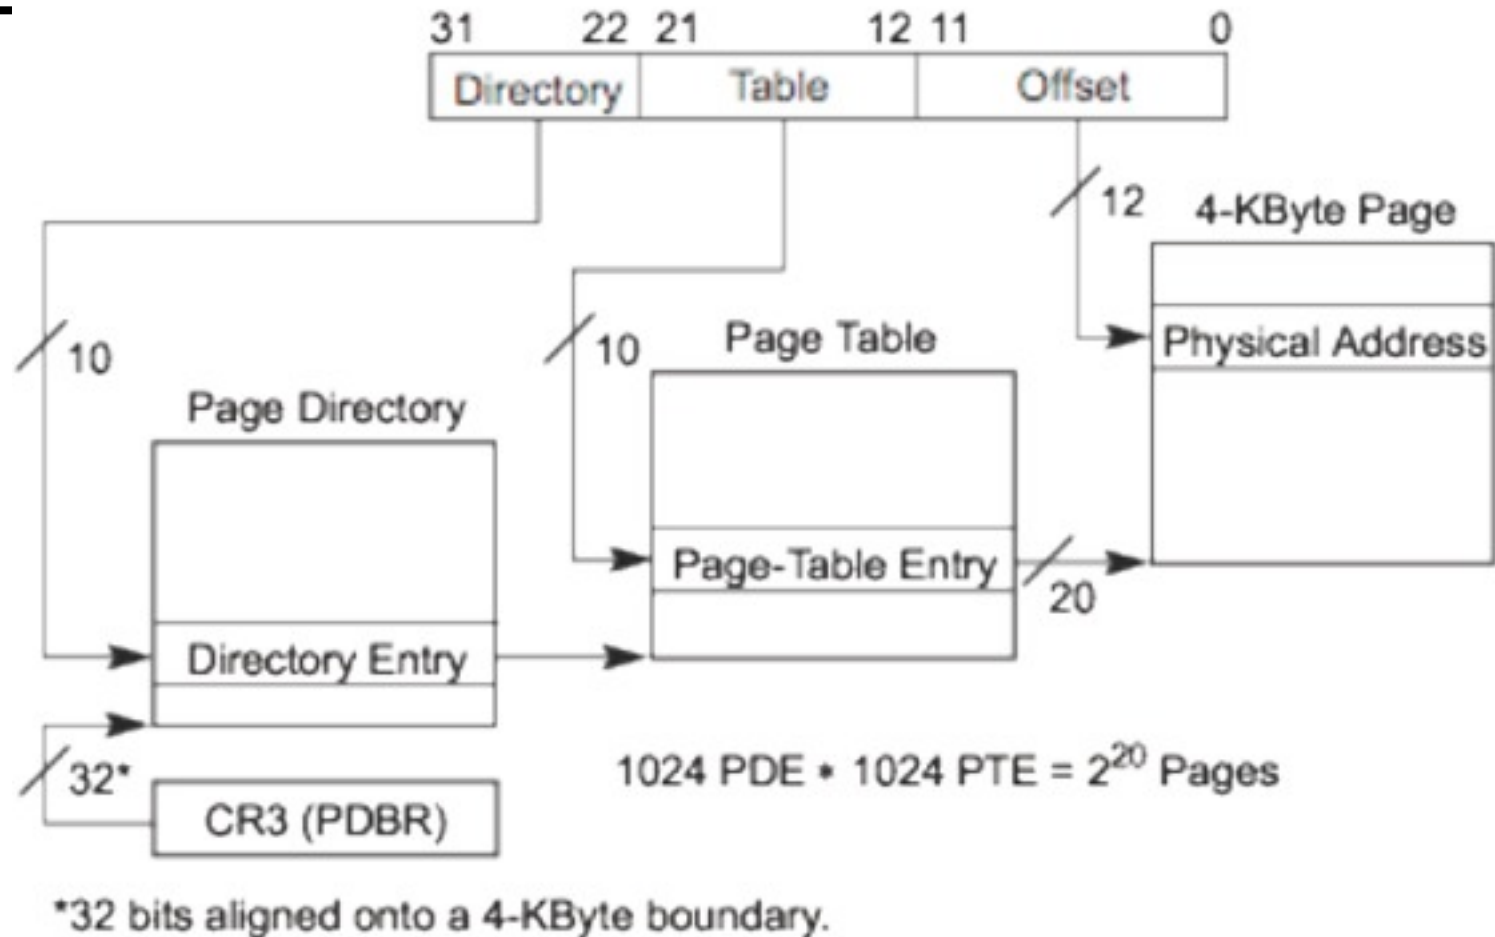 31 22 21 12 11 0
Directory Table Offset
12
4-KByte Page
Physical Address
10
10
Page Table
Page Directory
Page-Table Entry
20
Directory Entry
32*
1024 PDE * 1024 PTE = 2^20 Pages
CR3 (PDBR)
*32 bits aligned onto a 4-KByte boundary.